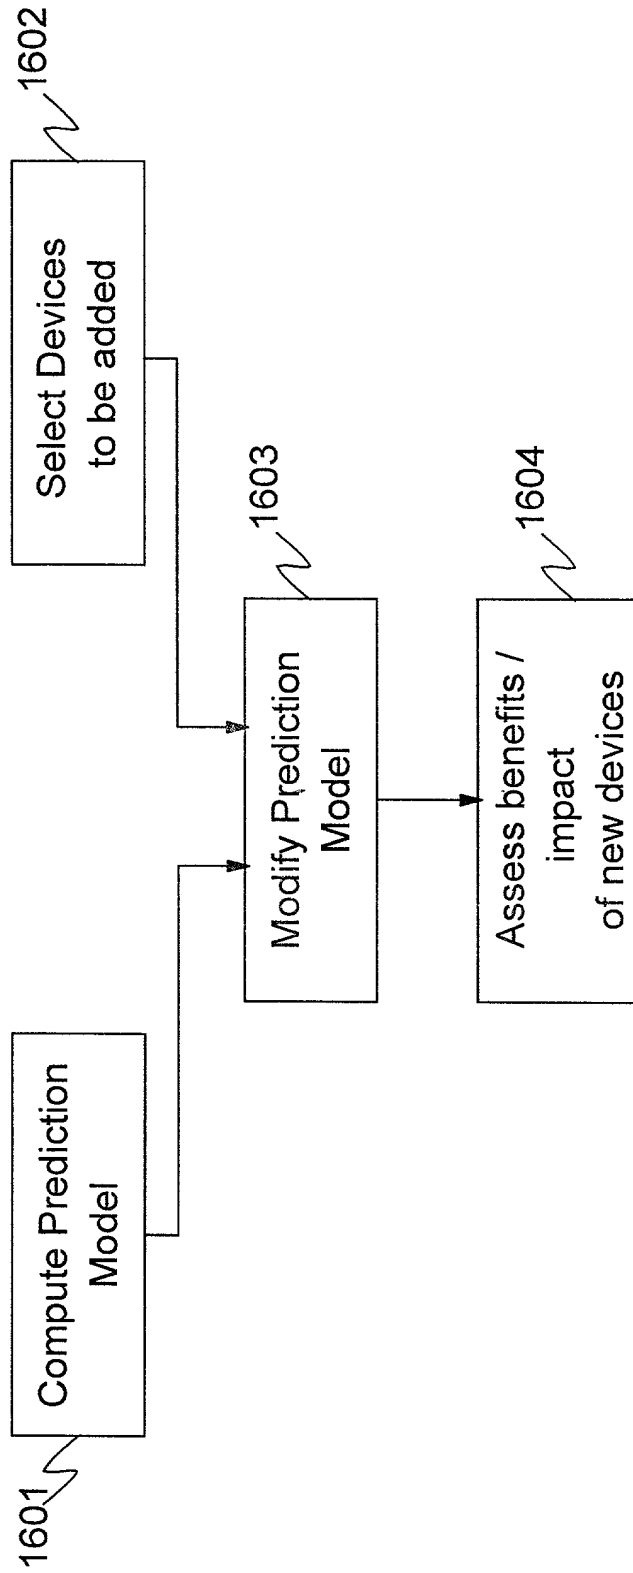 1601
Compute Prediction
Model
Select Devices
to be added
1602
Modify Prediction
Model
1603
Assess benefits /
impact
of new devices
1604